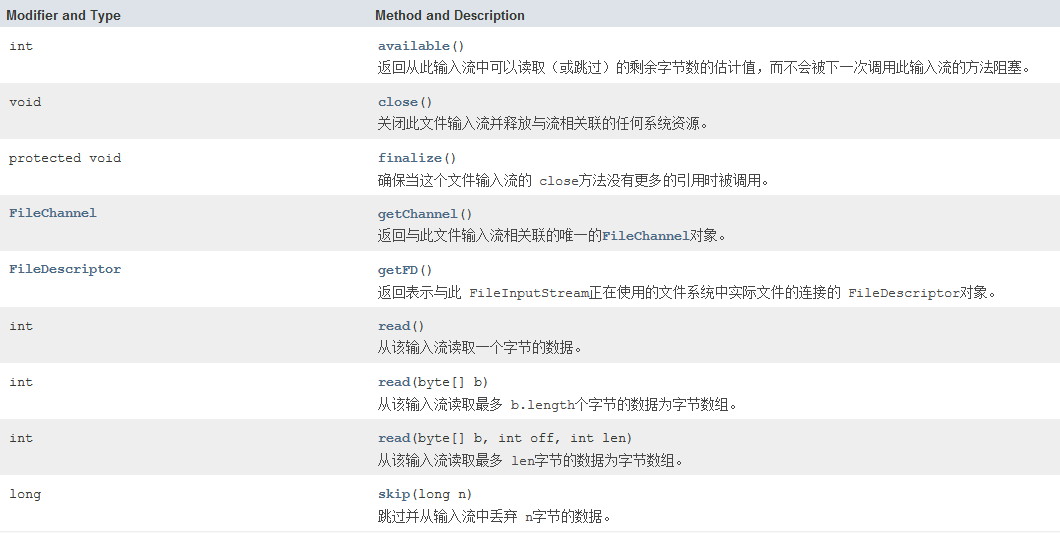 Modifier and Type Method and Description
int available()
返回从此输入流中可以读取（或跳过）的剩余字节数的估计值，而不会被下一次调用此输入流的方法阻塞。
void close()
关闭此文件输入流并释放与流相关联的任何系统资源。
protected void finalize()
确保当这个文件输入流的 close方法没有更多的引用时被调用。
FileChannel getChannel()
返回与此文件输入流相关联的唯一的FileChannel对象。
FileDescriptor getFD()
返回表示与此 FileInputStream正在使用的文件系统中实际文件的连接的 FileDescriptor对象。
int read()
从该输入流读取一个字节的数据。
int read(byte[] b)
从该输入流读取最多 b.length个字节的数据为字节数组。
int read(byte[] b, int off, int len)
从该输入流读取最多 len字节的数据为字节数组。
long skip(long n)
跳过并从输入流中丢弃 n字节的数据。